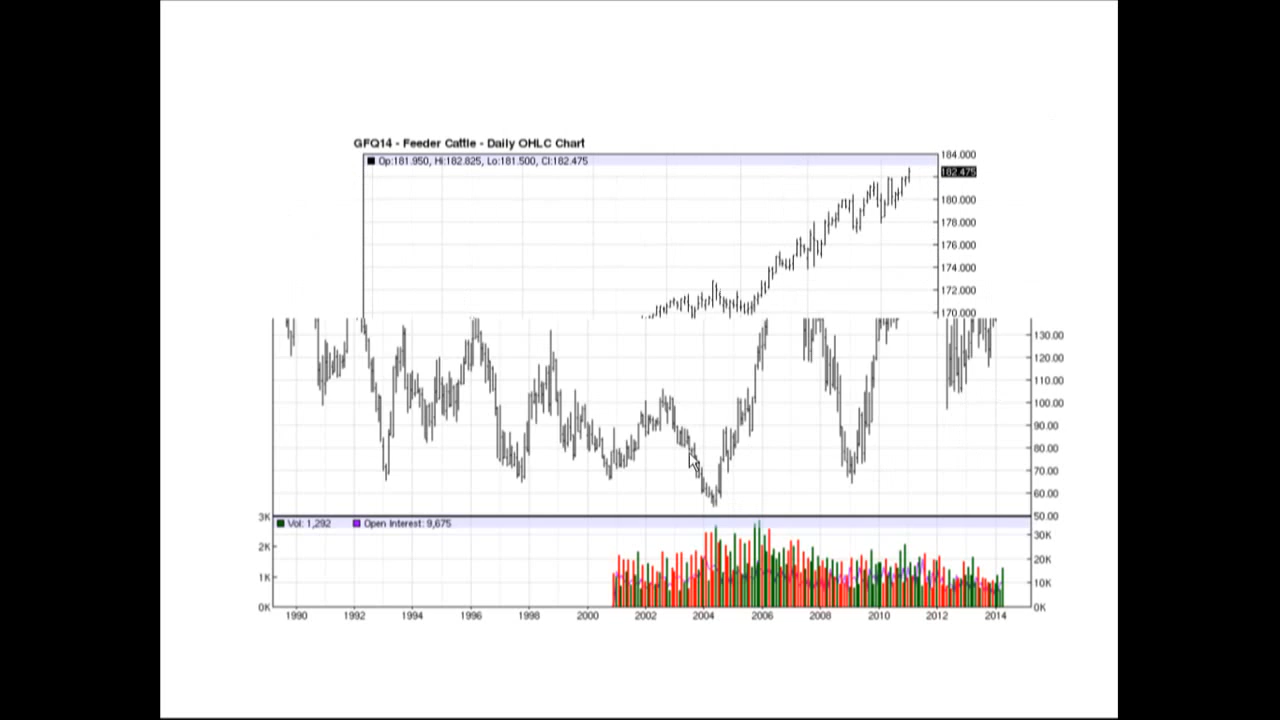 GFQ14 - Feeder Cattle - Daily OHLC Chart
Op:181.950, Hi:182.825, Lo:181.500, Cl:182.475
184.000
182.475
180.000
178.000
176.000
174.000
172.000
170.000
130.00
120.00
110.00
100.00
90.00
80.00
70.00
60.00
50.00
3K Vol: 1,292 Open Interest: 9,675
2K
1K
0K
30K
20K
10K
0K
1990 1992 1994 1996 1998 2000 2002 2004 2006 2008 2010 2012 2014